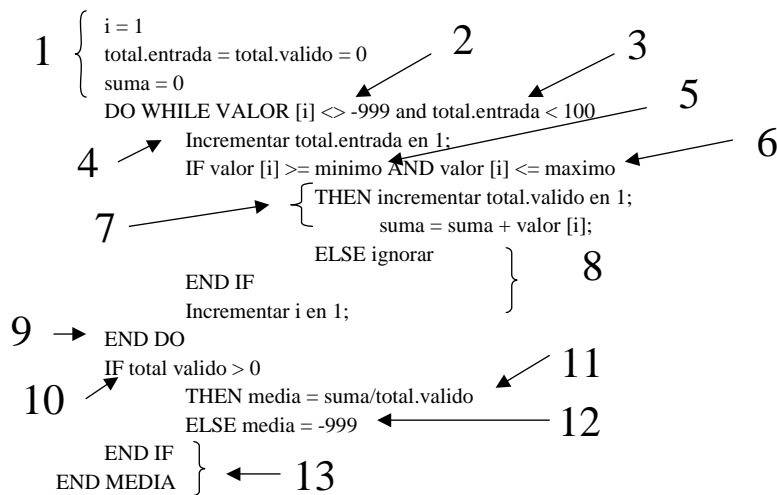 i = 1
1
total.entrada = total.valido = 0
2
3
suma = 0
DO WHILE VALOR [i] <> -999 and total.entrada < 100
5
4
Incrementar total.entrada en 1;
6
IF valor [i] >= minimo AND valor [i] <= maximo
7
THEN incrementar total.valido en 1;
suma = suma + valor [i];
ELSE ignorar
8
END IF
Incrementar i en 1;
9
END DO
IF total valido > 0
11
10
THEN media = suma/total.valido
ELSE media = -999
12
END IF
END MEDIA
13